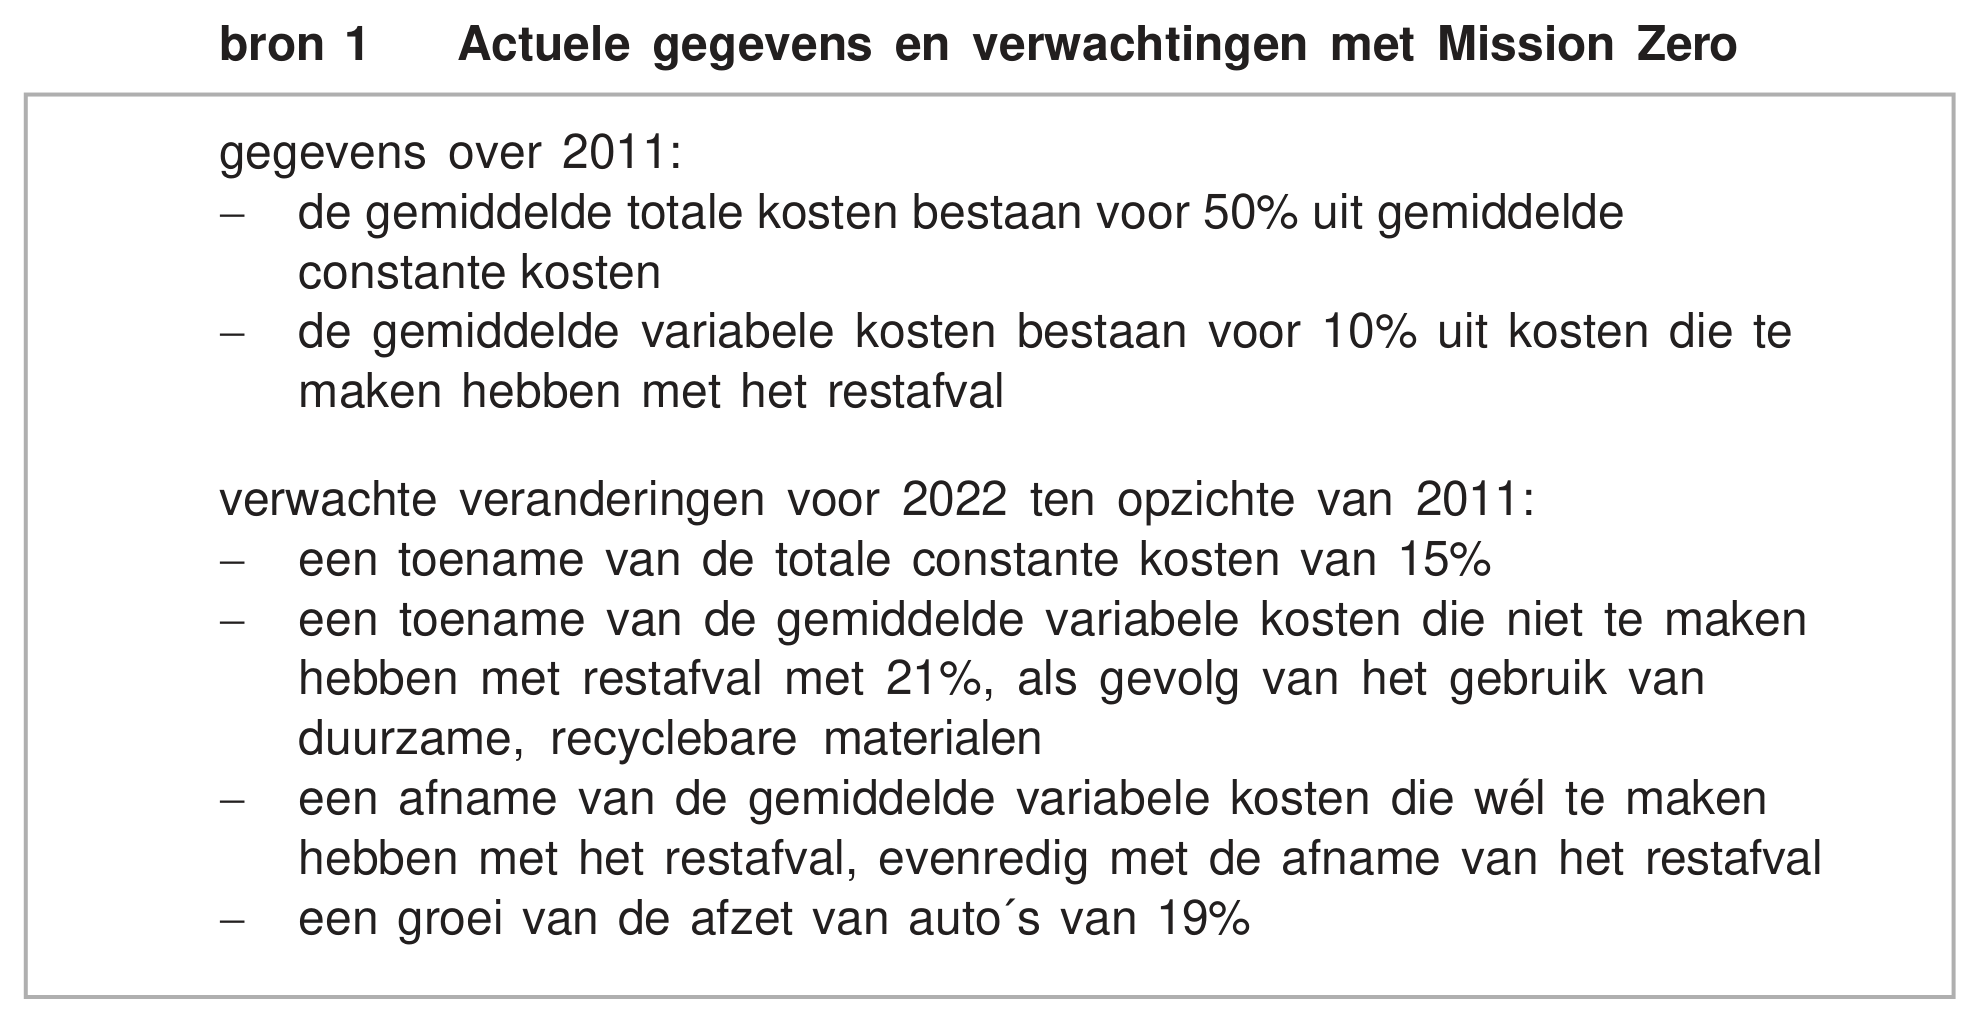 bron 1 Actuele gegevens en verwachtingen met Mission Zero
gegevens over 2011:
– de gemiddelde totale kosten bestaan voor 50% uit gemiddelde
constante kosten
– de gemiddelde variabele kosten bestaan voor 10% uit kosten die te
maken hebben met het restafval
verwachte veranderingen voor 2022 ten opzichte van 2011:
– een toename van de totale constante kosten van 15%
– een toename van de gemiddelde variabele kosten die niet te maken
hebben met restafval met 21%, als gevolg van het gebruik van
duurzame, recyclebare materialen
– een afname van de gemiddelde variabele kosten die wél te maken
hebben met het restafval, evenredig met de afname van het restafval
– een groei van de afzet van auto´s van 19%